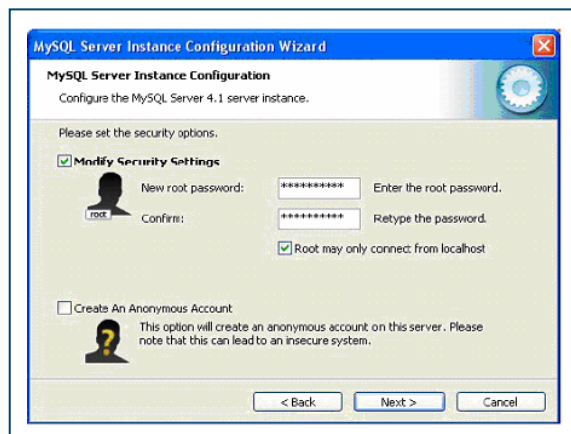 MySQL Server Instance Configuration Wizard
MySQL Server Instance Configuration
Configure the MySQL Server 4.1 server instance.
Please set the security options.
Modify Security Settings
New root password: ********** Enter the root password.
root
Confirm: ********** Retype the password.
Root may only connect from localhost
Create An Anonymous Account
This option will create an anonymous account on this server. Please
note that this can lead to an insecure system.
< Back Next > Cancel